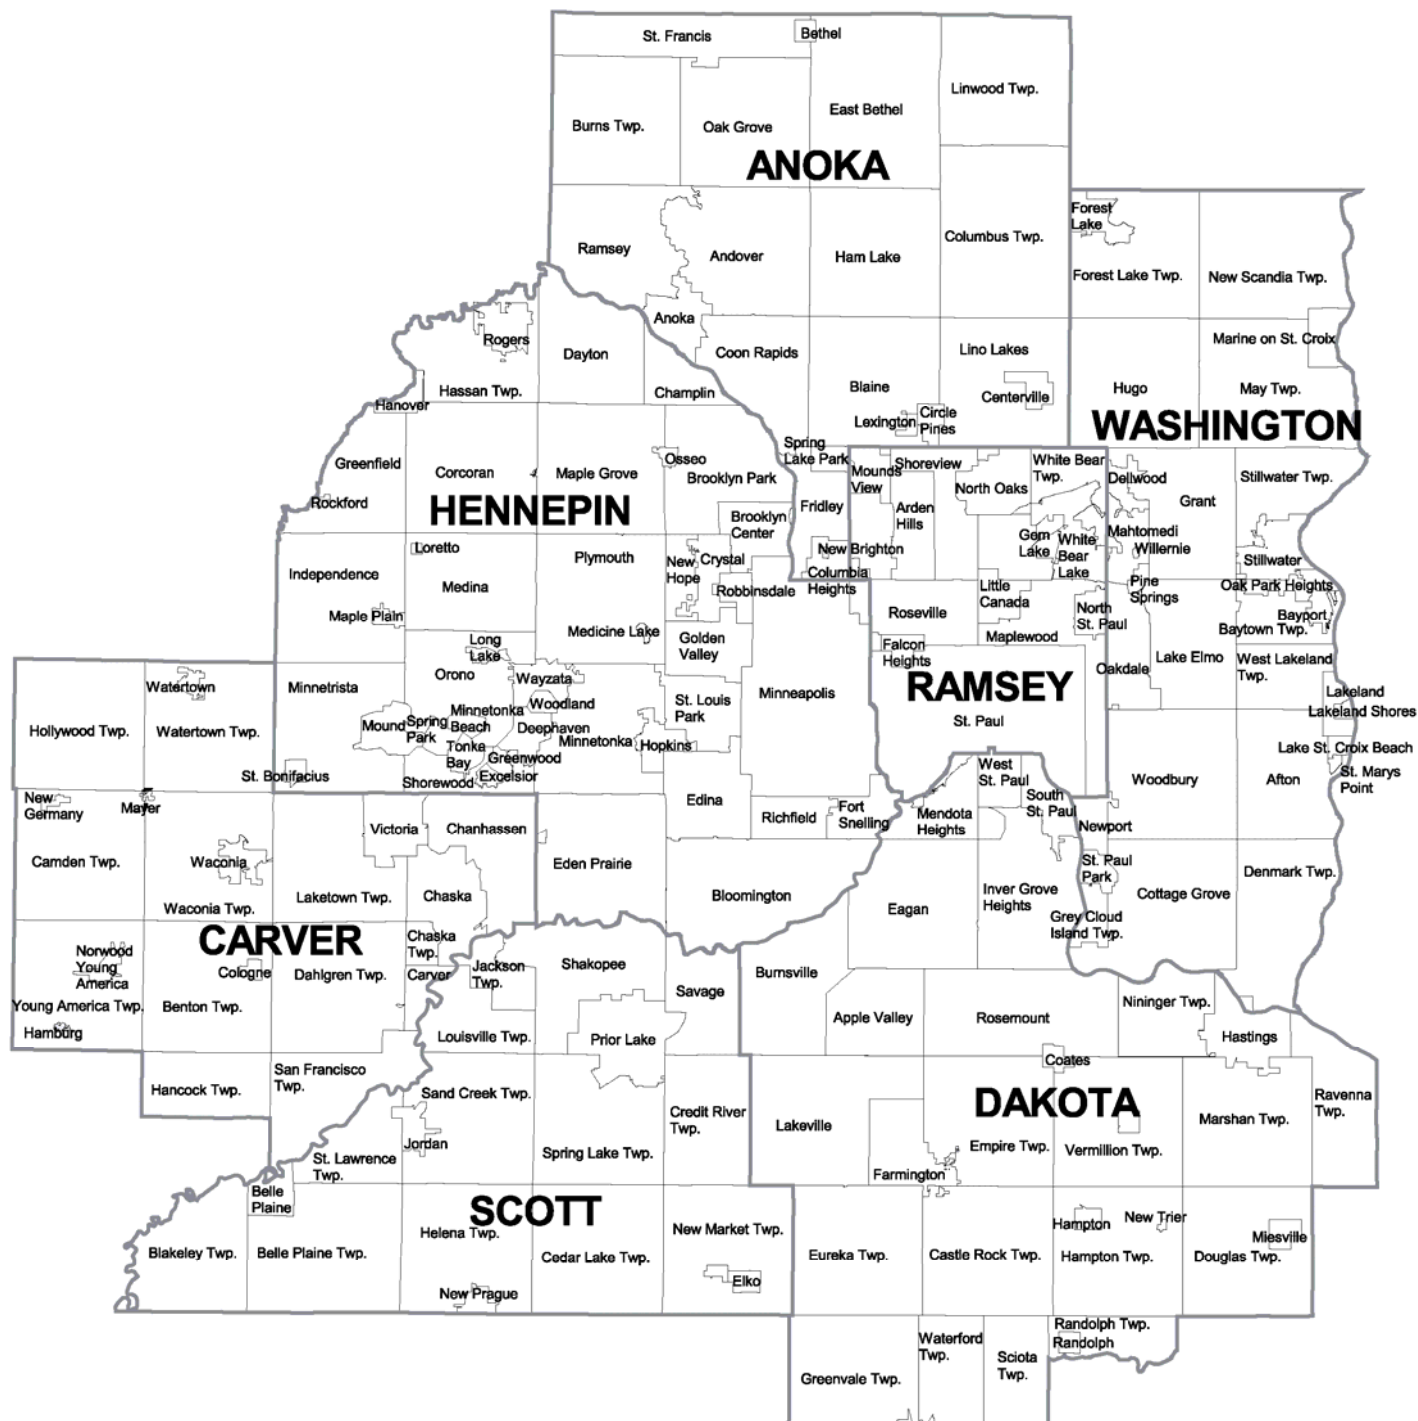 St. Francis
Bethel
Linwood Twp.
East Bethel
Burns Twp.
Oak Grove
ANOKA
Forest
Lake
Columbus Twp.
Ramsey
Andover
Ham Lake
Forest Lake Twp.
New Scandia Twp.
Anoka
Rogers
Marine on St. Croix
Dayton
Coon Rapids
Lino Lakes
Hassan Twp.
Champlin
Blaine
Centerville
Hugo
May Twp.
Hanover
Lexington
Circle
Pines
WASHINGTON
Spring
Lake Park
Greenfield
Corcoran
Maple Grove
Osseo
Brooklyn Park
Mounds
View
Shoreview
White Bear
Twp.
North Oaks
Dellwood
Stillwater Twp.
Grant
Rockford
HENNEPIN
Brooklyn
Center
Fridley
Arden
Hills
Loretto
Plymouth
New
Hope
Crystal
New Brighton
Gem
Lake
White
Bear
Lake
Mahtomedi
Willernie
Stillwater
Independence
Medina
Robbinsdale
Columbia
Heights
Little
Canada
Pine
Springs
Oak Park Heights
Maple Plain
Roseville
North
St. Paul
Bayport
Baytown Twp.
Long
Lake
Medicine Lake
Golden
Valley
Falcon
Heights
Maplewood
Oakdale
Lake Elmo
West Lakeland
Twp.
Watertown
Minnetrista
Orono
Wayzata
Minneapolis
RAMSEY
Lakeland
Woodland
St. Louis
Park
Lakeland Shores
Hollywood Twp.
Watertown Twp.
Mound
Spring
Park
Minnetonka
Beach
Deephaven
Minnetonka
Hopkins
St. Paul
Tonka
Bay
Greenwood
Lake St. Croix Beach
St. Bonifacius
Shorewood
Excelsior
West
St. Paul
Woodbury
Afton
St. Marys
Point
New
Germany
Mayer
Edina
Richfield
Fort
Snelling
Mendota
Heights
South
St. Paul
Newport
Victoria
Chanhassen
Camden Twp.
Waconia
Eden Prairie
St. Paul
Park
Denmark Twp.
Waconia Twp.
Laketown Twp.
Chaska
Bloomington
Eagan
Inver Grove
Heights
Cottage Grove
Grey Cloud
Island Twp.
CARVER
Chaska
Twp.
Norwood
Young
America
Cologne
Dahlgren Twp.
Carver
Jackson
Twp.
Shakopee
Savage
Burnsville
Young America Twp.
Benton Twp.
Nininger Twp.
Hamburg
Louisville Twp.
Prior Lake
Apple Valley
Rosemount
Hastings
Coates
Hancock Twp.
San Francisco
Twp.
Sand Creek Twp.
DAKOTA
Ravenna
Twp.
Credit River
Twp.
Lakeville
Marshan Twp.
Jordan
St. Lawrence
Twp.
Spring Lake Twp.
Empire Twp.
Vermillion Twp.
Farmington
Belle
Plaine
SCOTT
Helena Twp.
New Market Twp.
Hampton
New Trier
Miesville
Blakeley Twp.
Belle Plaine Twp.
Cedar Lake Twp.
Eureka Twp.
Castle Rock Twp.
Hampton Twp.
Douglas Twp.
New Prague
Elko
Randolph Twp.
Randolph
Waterford
Twp.
Sciota
Twp.
Greenvale Twp.